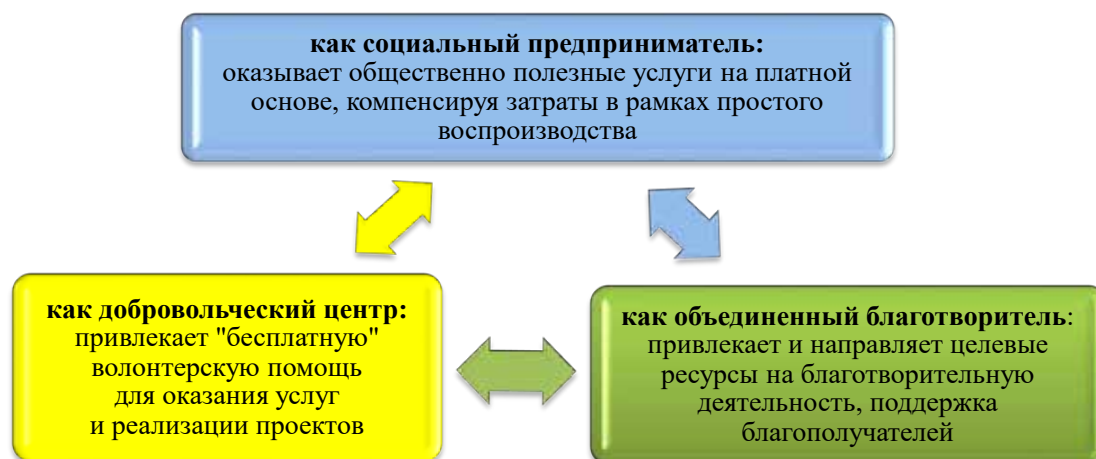 как социальный предприниматель:
оказывает общественно полезные услуги на платной
основе, компенсируя затраты в рамках простого
воспроизводства
как добровольческий центр:
привлекает "бесплатную"
волонтерскую помощь
для оказания услуг
и реализации проектов
как объединенный благотворитель:
привлекает и направляет целевые
ресурсы на благотворительную
деятельность, поддержка
благополучателей